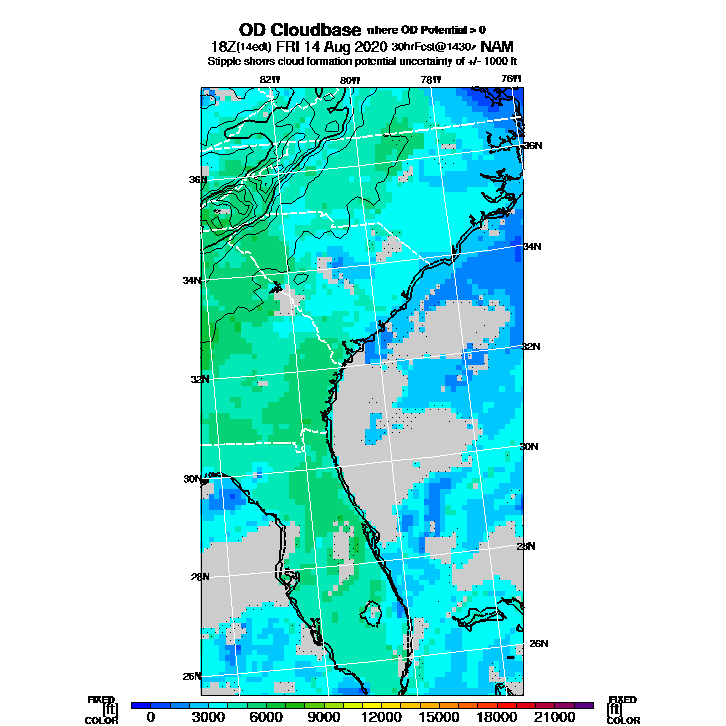 OD Cloudbase where OD Potential > 0
18Z(14edt) FRI 14 Aug 2020 30hrFcst@1430z NAM
Stipple shows cloud formation potential uncertainty of +/- 1000 ft
82W 80W 78W 76W
36N
36N
34N
34N
32N
32N
30N
30N
28N
28N
26N
26N
FIXED FIXED
[ft] [ft]
COLOR COLOR
0 3000 6000 9000 12000 15000 18000 21000